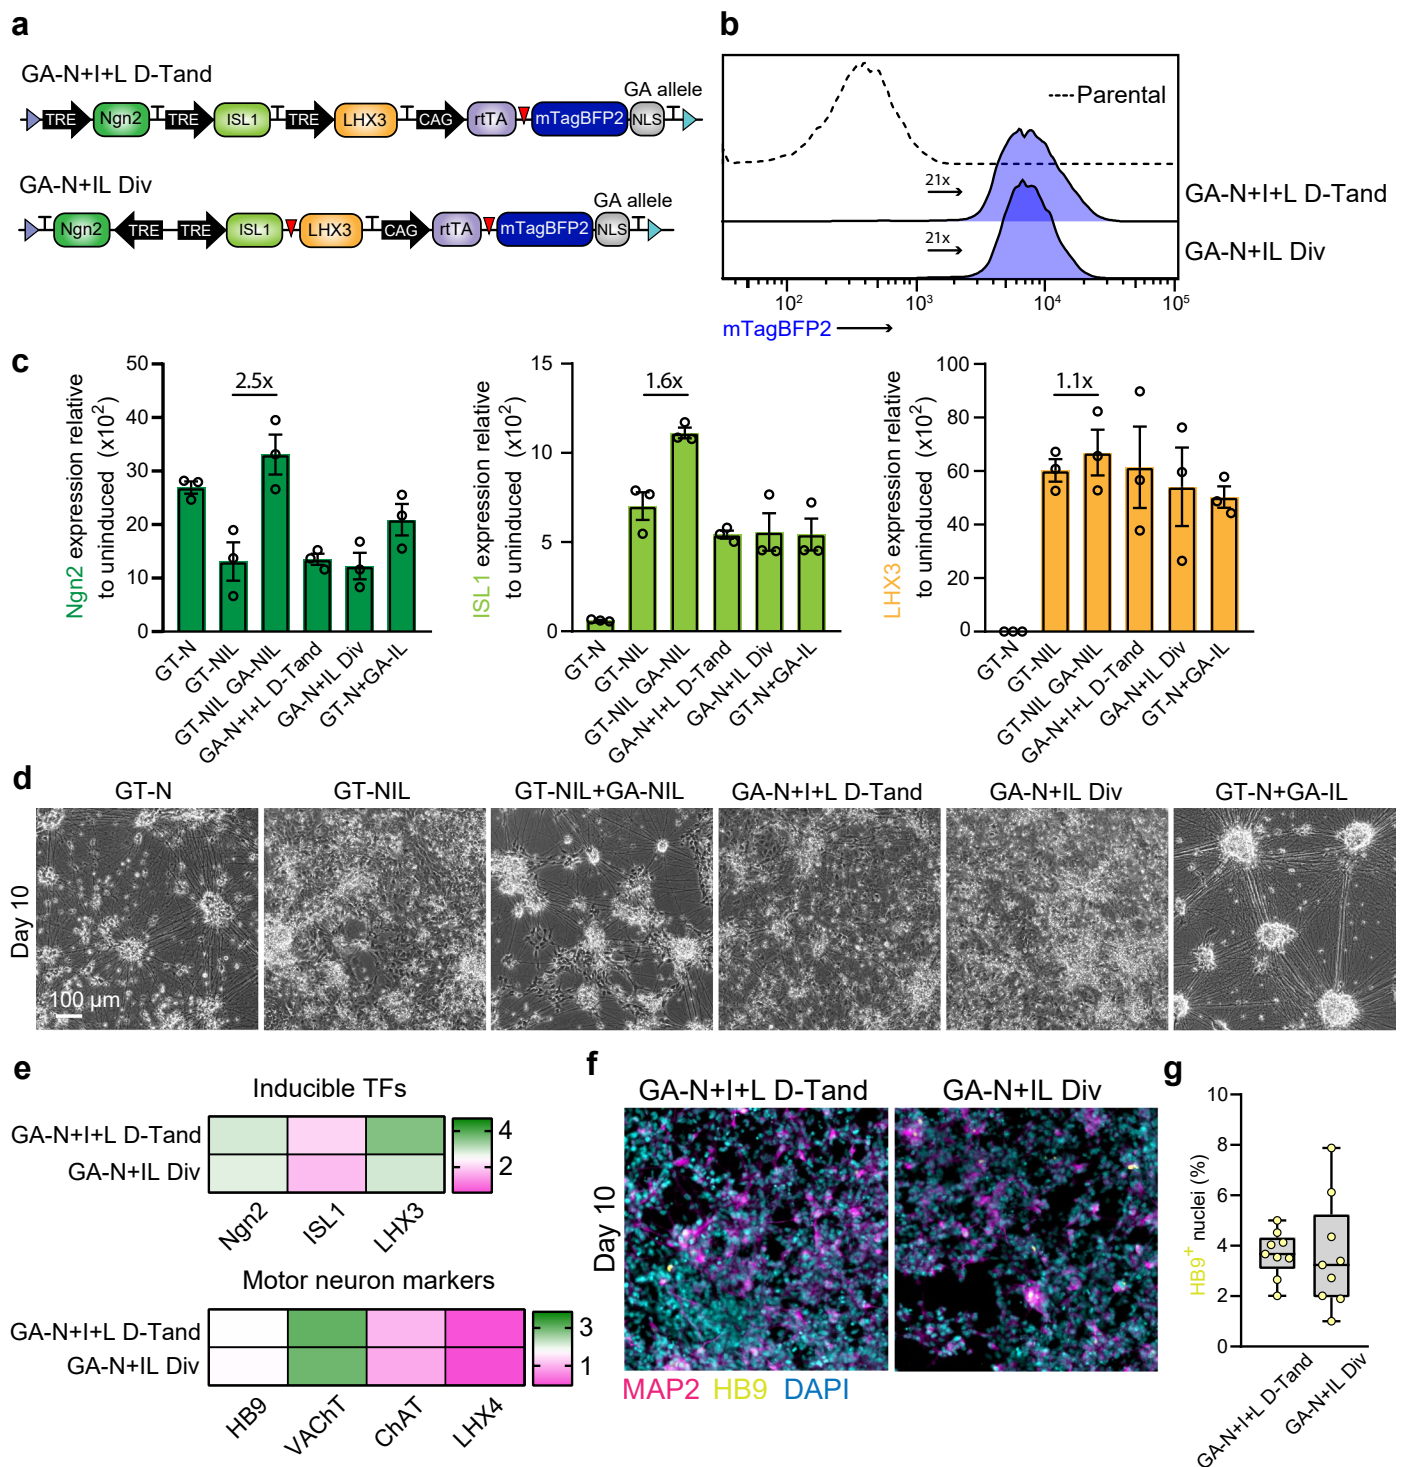 a
GA-N+I+L D-Tand
GA allele
TRE Ngn2 TRE ISL1 TRE LHX3 CAG rtTA mTagBFP2 NLS
GA-N+IL Div
GA allele
Ngn2 TRE TRE ISL1 LHX3 CAG rtTA mTagBFP2 NLS
b
Parental
21x
GA-N+I+L D-Tand
21x
GA-N+IL Div
10² 10³ 10⁴ 10⁵
mTagBFP2
c
Ngn2 expression relative
to uninduced (x10²)
50
40
30
20
10
0
2.5x
GT-N
GT-NIL
GT-NIL GA-NIL
GA-N+I+L D-Tand
GA-N+IL Div
GT-N+GA-IL
ISL1 expression relative
to uninduced (x10²)
15
10
5
0
1.6x
GT-N
GT-NIL
GT-NIL GA-NIL
GA-N+I+L D-Tand
GA-N+IL Div
GT-N+GA-IL
LHX3 expression relative
to uninduced (x10²)
100
80
60
40
20
0
1.1x
GT-N
GT-NIL
GT-NIL GA-NIL
GA-N+I+L D-Tand
GA-N+IL Div
GT-N+GA-IL
d
GT-N GT-NIL GT-NIL+GA-NIL GA-N+I+L D-Tand GA-N+IL Div GT-N+GA-IL
Day 10
100 µm
e
Inducible TFs
GA-N+I+L D-Tand
GA-N+IL Div
4
2
Ngn2 ISL1 LHX3
Motor neuron markers
GA-N+I+L D-Tand
GA-N+IL Div
3
1
HB9 VAChT ChAT LHX4
f
GA-N+I+L D-Tand GA-N+IL Div
Day 10
MAP2 HB9 DAPI
g
HB9⁺ nuclei (%)
10
8
6
4
2
0
GA-N+I+L D-Tand
GA-N+IL Div